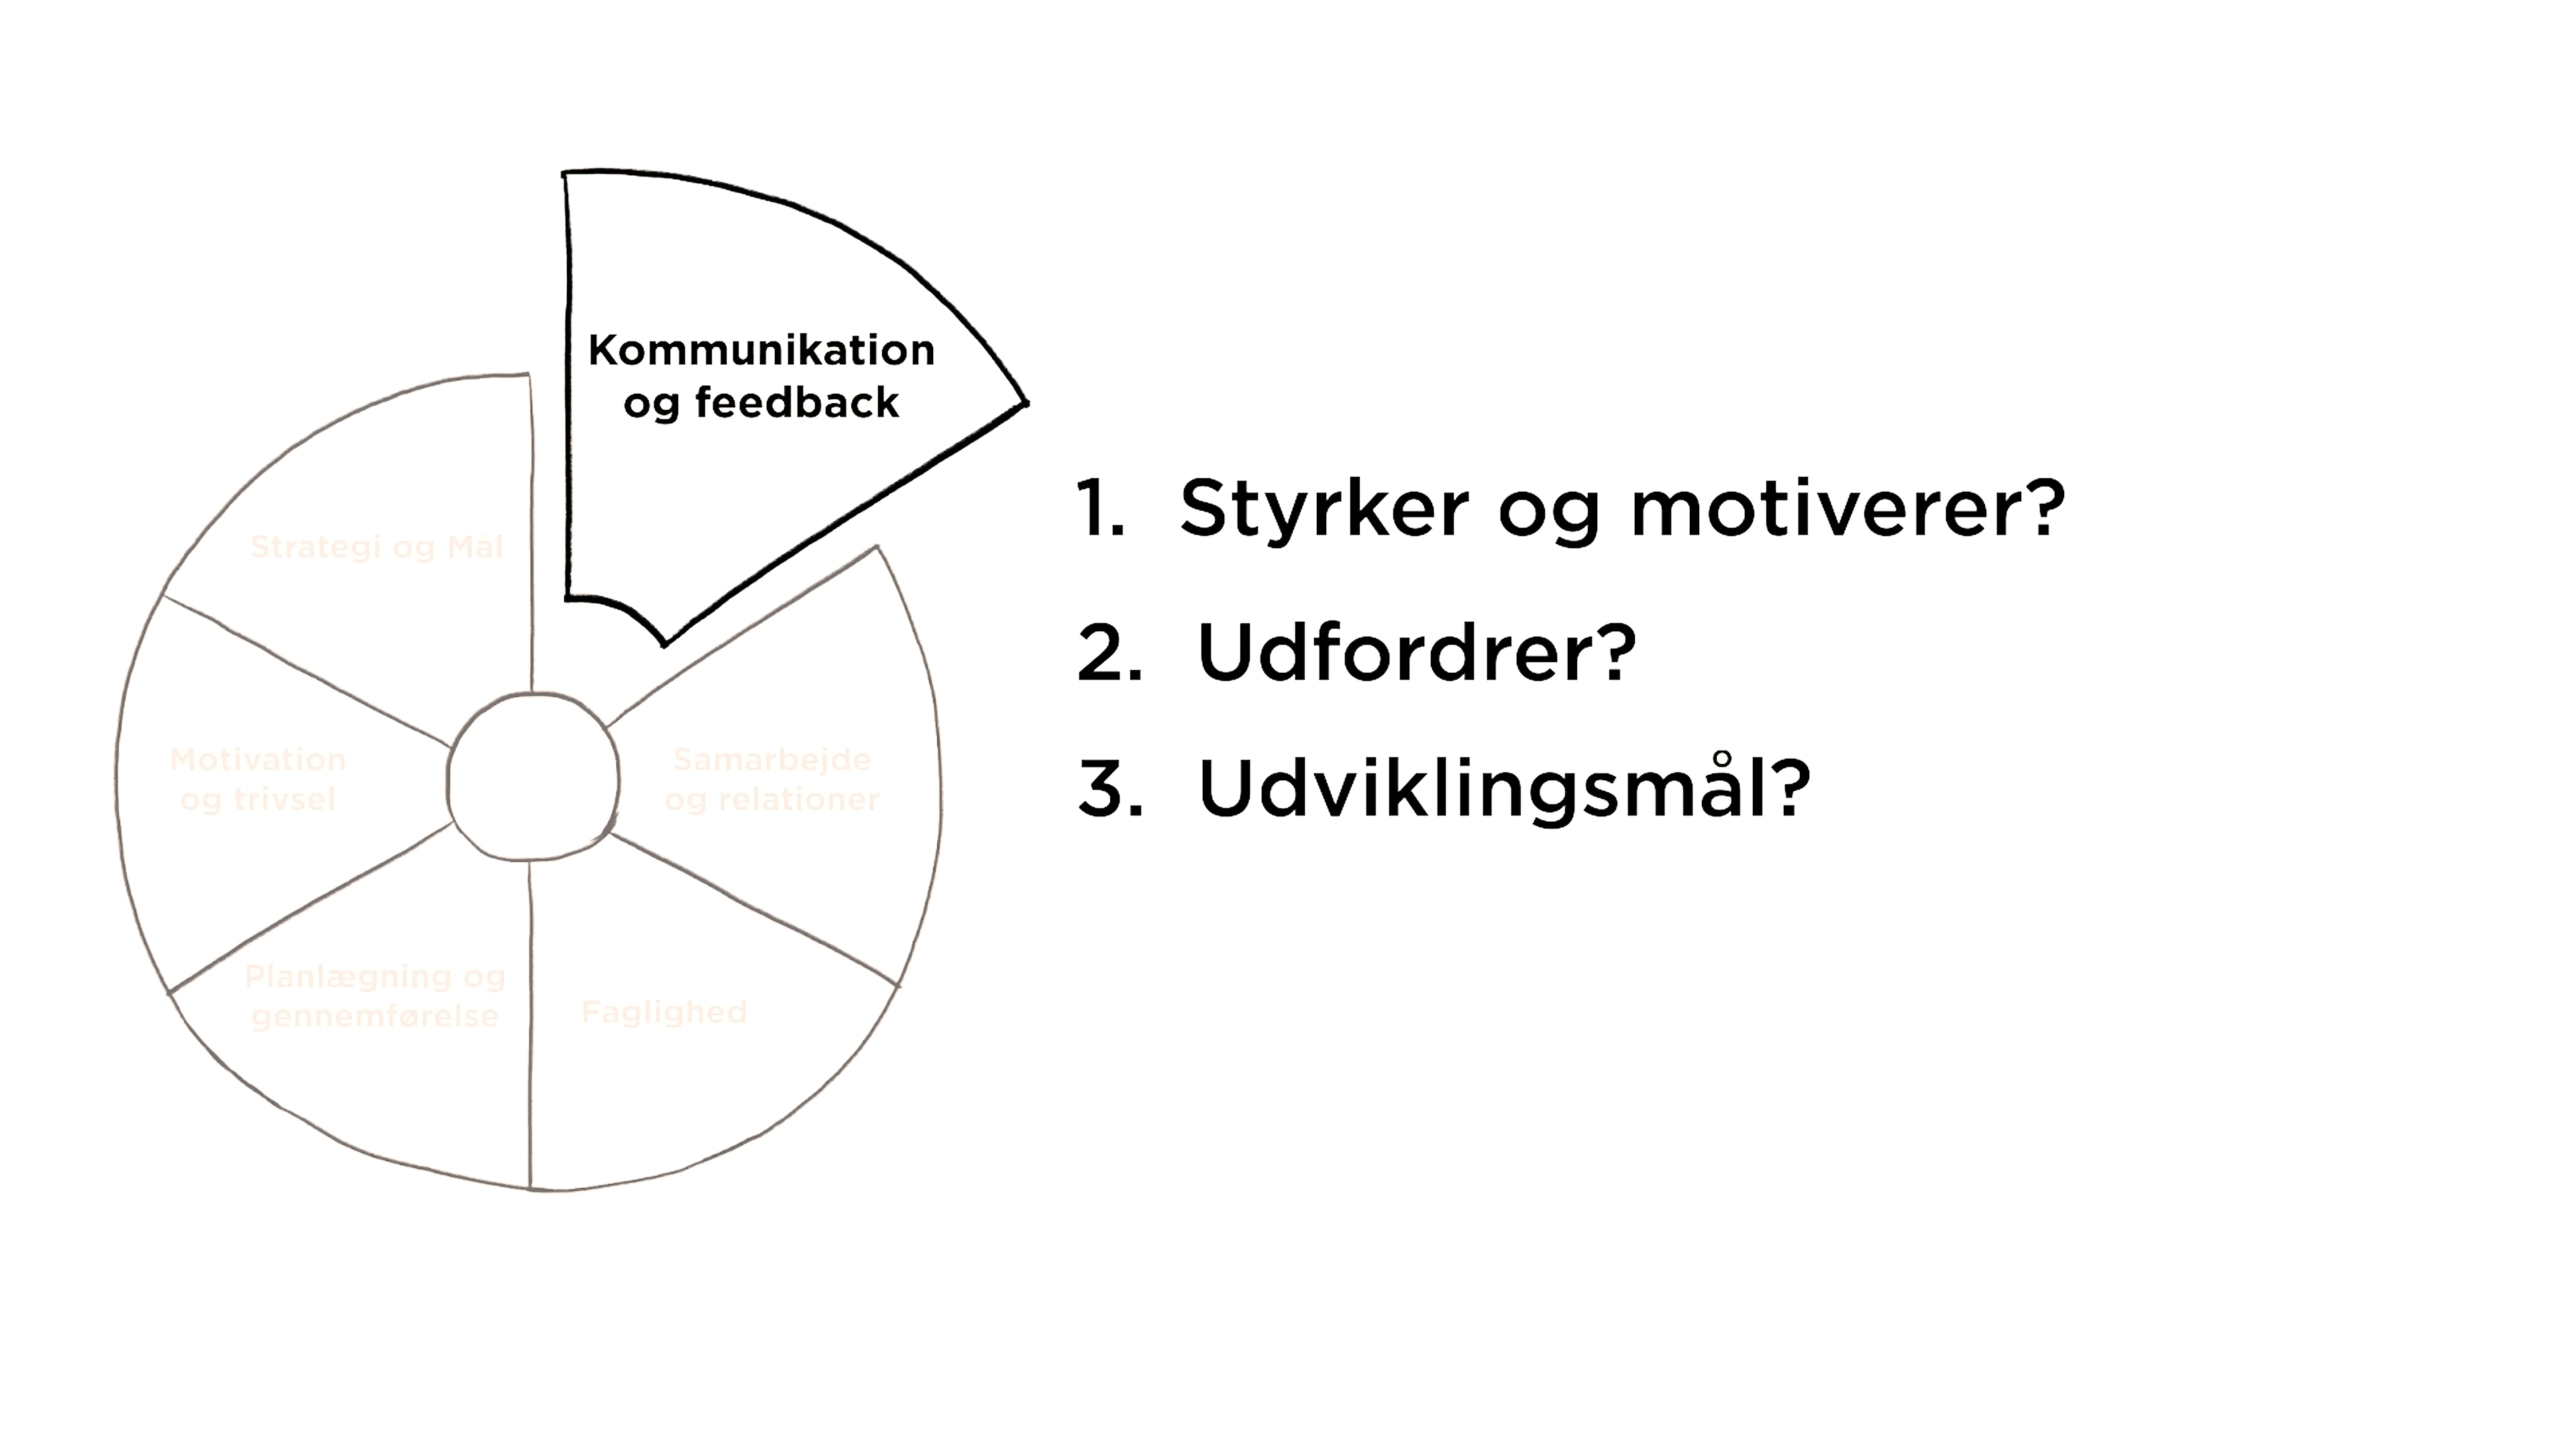 Kommunikation
og feedback
Strategi og Mål
Motivation
og trivsel
Samarbejde
og relationer
Planlægning og
gennemførelse
Faglighed
1. Styrker og motiverer?
2. Udfordrer?
3. Udviklingsmål?